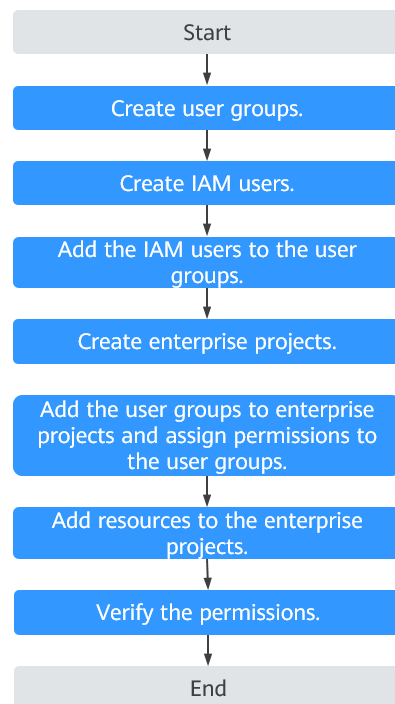 Start
Create user groups.
Create IAM users.
Add the IAM users to the user
groups.
Create enterprise projects.
Add the user groups to enterprise
projects and assign permissions to
the user groups.
Add resources to the enterprise
projects.
Verify the permissions.
End